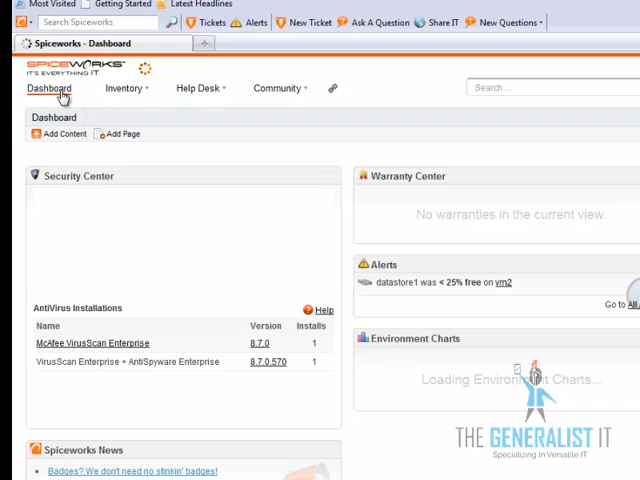 Most Visited Getting Started Latest Headlines
Search Spiceworks Tickets Alerts New Ticket Ask A Question Share IT New Questions
Spiceworks - Dashboard
SPICEWORKS
IT'S EVERYTHING IT
Dashboard Inventory Help Desk Community Search ...
Dashboard
Add Content Add Page
Security Center
Warranty Center
No warranties in the current view.
Alerts
datastore1 was < 25% free on vm2
Go to All
AntiVirus Installations Help
Name Version Installs
McAfee VirusScan Enterprise 8.7.0 1
VirusScan Enterprise + AntiSpyware Enterprise 8.7.0.570 1
Environment Charts
Loading Environment Charts...
THE GENERALIST IT
Specializing In Versatile IT
Spiceworks News
Badges? We don't need no stinkin' badges!